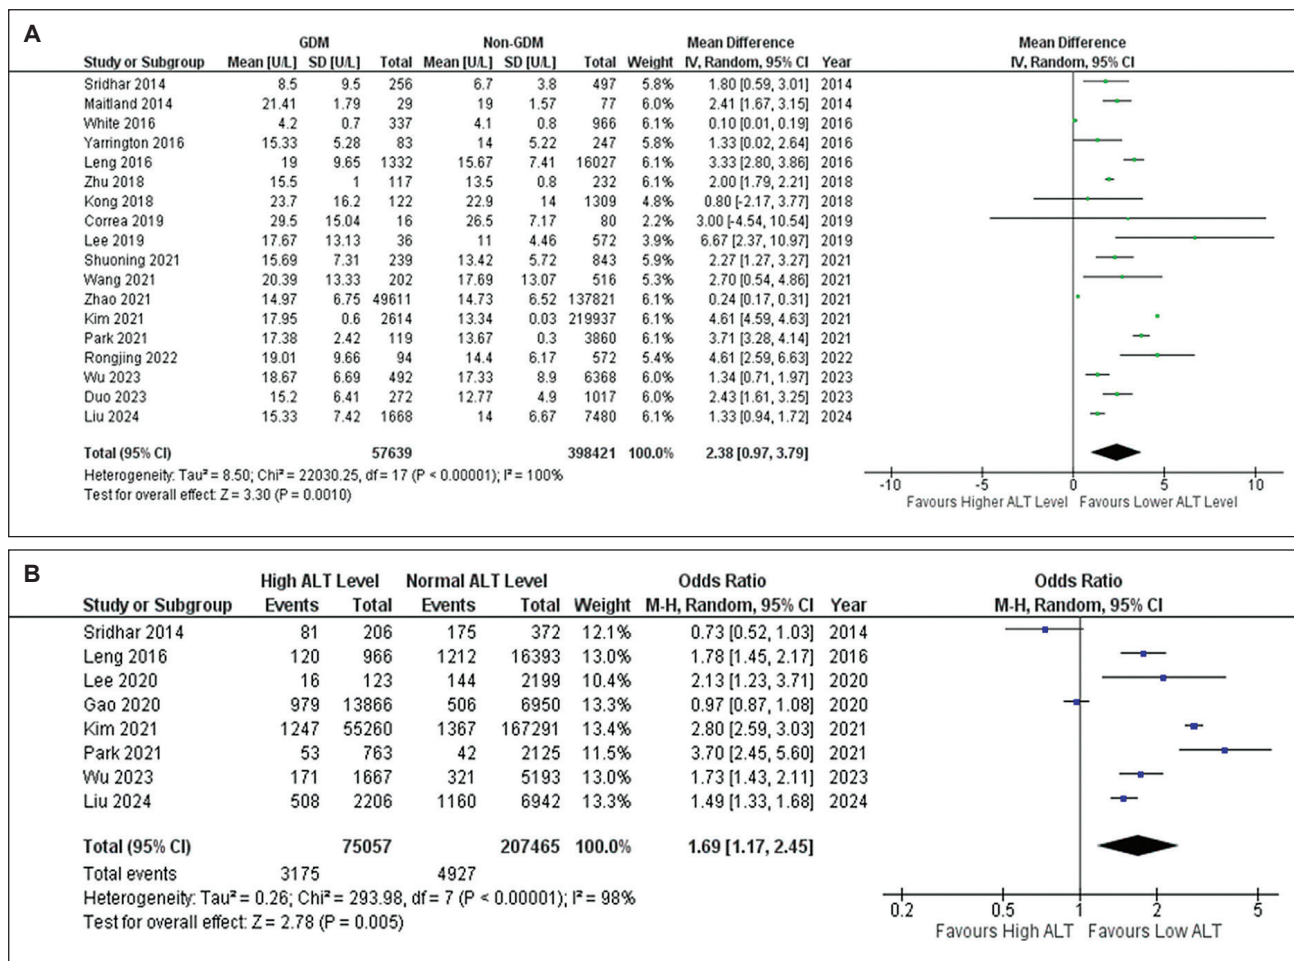 A
GDM Non-GDM Mean Difference Mean Difference
Study or Subgroup Mean [U/L] SD [U/L] Total Mean [U/L] SD [U/L] Total Weight IV, Random, 95% CI Year IV, Random, 95% CI
Sridhar 2014 8.5 9.5 256 6.7 3.8 497 5.8% 1.80 [0.59, 3.01] 2014
Maitland 2014 21.41 1.79 29 19 1.57 77 6.0% 2.41 [1.67, 3.15] 2014
White 2016 4.2 0.7 337 4.1 0.8 966 6.1% 0.10 [0.01, 0.19] 2016
Yarrington 2016 15.33 5.28 83 14 5.22 247 5.8% 1.33 [0.02, 2.64] 2016
Leng 2016 19 9.65 1332 15.67 7.41 16027 6.1% 3.33 [2.80, 3.86] 2016
Zhu 2018 15.5 1 117 13.5 0.8 232 6.1% 2.00 [1.79, 2.21] 2018
Kong 2018 23.7 16.2 122 22.9 14 1309 4.8% 0.80 [-2.17, 3.77] 2018
Correa 2019 29.5 15.04 16 26.5 7.17 80 2.2% 3.00 [-4.54, 10.54] 2019
Lee 2019 17.67 13.13 36 11 4.46 572 3.9% 6.67 [2.37, 10.97] 2019
Shuoning 2021 15.69 7.31 239 13.42 5.72 843 5.9% 2.27 [1.27, 3.27] 2021
Wang 2021 20.39 13.33 202 17.69 13.07 516 5.3% 2.70 [0.54, 4.86] 2021
Zhao 2021 14.97 6.75 49611 14.73 6.52 137821 6.1% 0.24 [0.17, 0.31] 2021
Kim 2021 17.95 0.6 2614 13.34 0.03 219937 6.1% 4.61 [4.59, 4.63] 2021
Park 2021 17.38 2.42 119 13.67 0.3 3860 6.1% 3.71 [3.28, 4.14] 2021
Rongjing 2022 19.01 9.66 94 14.4 6.17 572 5.4% 4.61 [2.59, 6.63] 2022
Wu 2023 18.67 6.69 492 17.33 8.9 6368 6.0% 1.34 [0.71, 1.97] 2023
Duo 2023 15.2 6.41 272 12.77 4.9 1017 6.0% 2.43 [1.61, 3.25] 2023
Liu 2024 15.33 7.42 1668 14 6.67 7480 6.1% 1.33 [0.94, 1.72] 2024
Total (95% CI) 57639 398421 100.0% 2.38 [0.97, 3.79]
Heterogeneity: Tau² = 8.50; Chi² = 22030.25, df = 17 (P < 0.00001); I² = 100%
Test for overall effect: Z = 3.30 (P = 0.0010)
-10 -5 0 5 10
Favours Higher ALT Level Favours Lower ALT Level
B
High ALT Level Normal ALT Level Odds Ratio Odds Ratio
Study or Subgroup Events Total Events Total Weight M-H, Random, 95% CI Year M-H, Random, 95% CI
Sridhar 2014 81 206 175 372 12.1% 0.73 [0.52, 1.03] 2014
Leng 2016 120 966 1212 16393 13.0% 1.78 [1.45, 2.17] 2016
Lee 2020 16 123 144 2199 10.4% 2.13 [1.23, 3.71] 2020
Gao 2020 979 13866 506 6950 13.3% 0.97 [0.87, 1.08] 2020
Kim 2021 1247 55260 1367 167291 13.4% 2.80 [2.59, 3.03] 2021
Park 2021 53 763 42 2125 11.5% 3.70 [2.45, 5.60] 2021
Wu 2023 171 1667 321 5193 13.0% 1.73 [1.43, 2.11] 2023
Liu 2024 508 2206 1160 6942 13.3% 1.49 [1.33, 1.68] 2024
Total (95% CI) 75057 207465 100.0% 1.69 [1.17, 2.45]
Total events 3175 4927
Heterogeneity: Tau² = 0.26; Chi² = 293.98, df = 7 (P < 0.00001); I² = 98%
Test for overall effect: Z = 2.78 (P = 0.005)
0.2 0.5 1 2 5
Favours High ALT Favours Low ALT